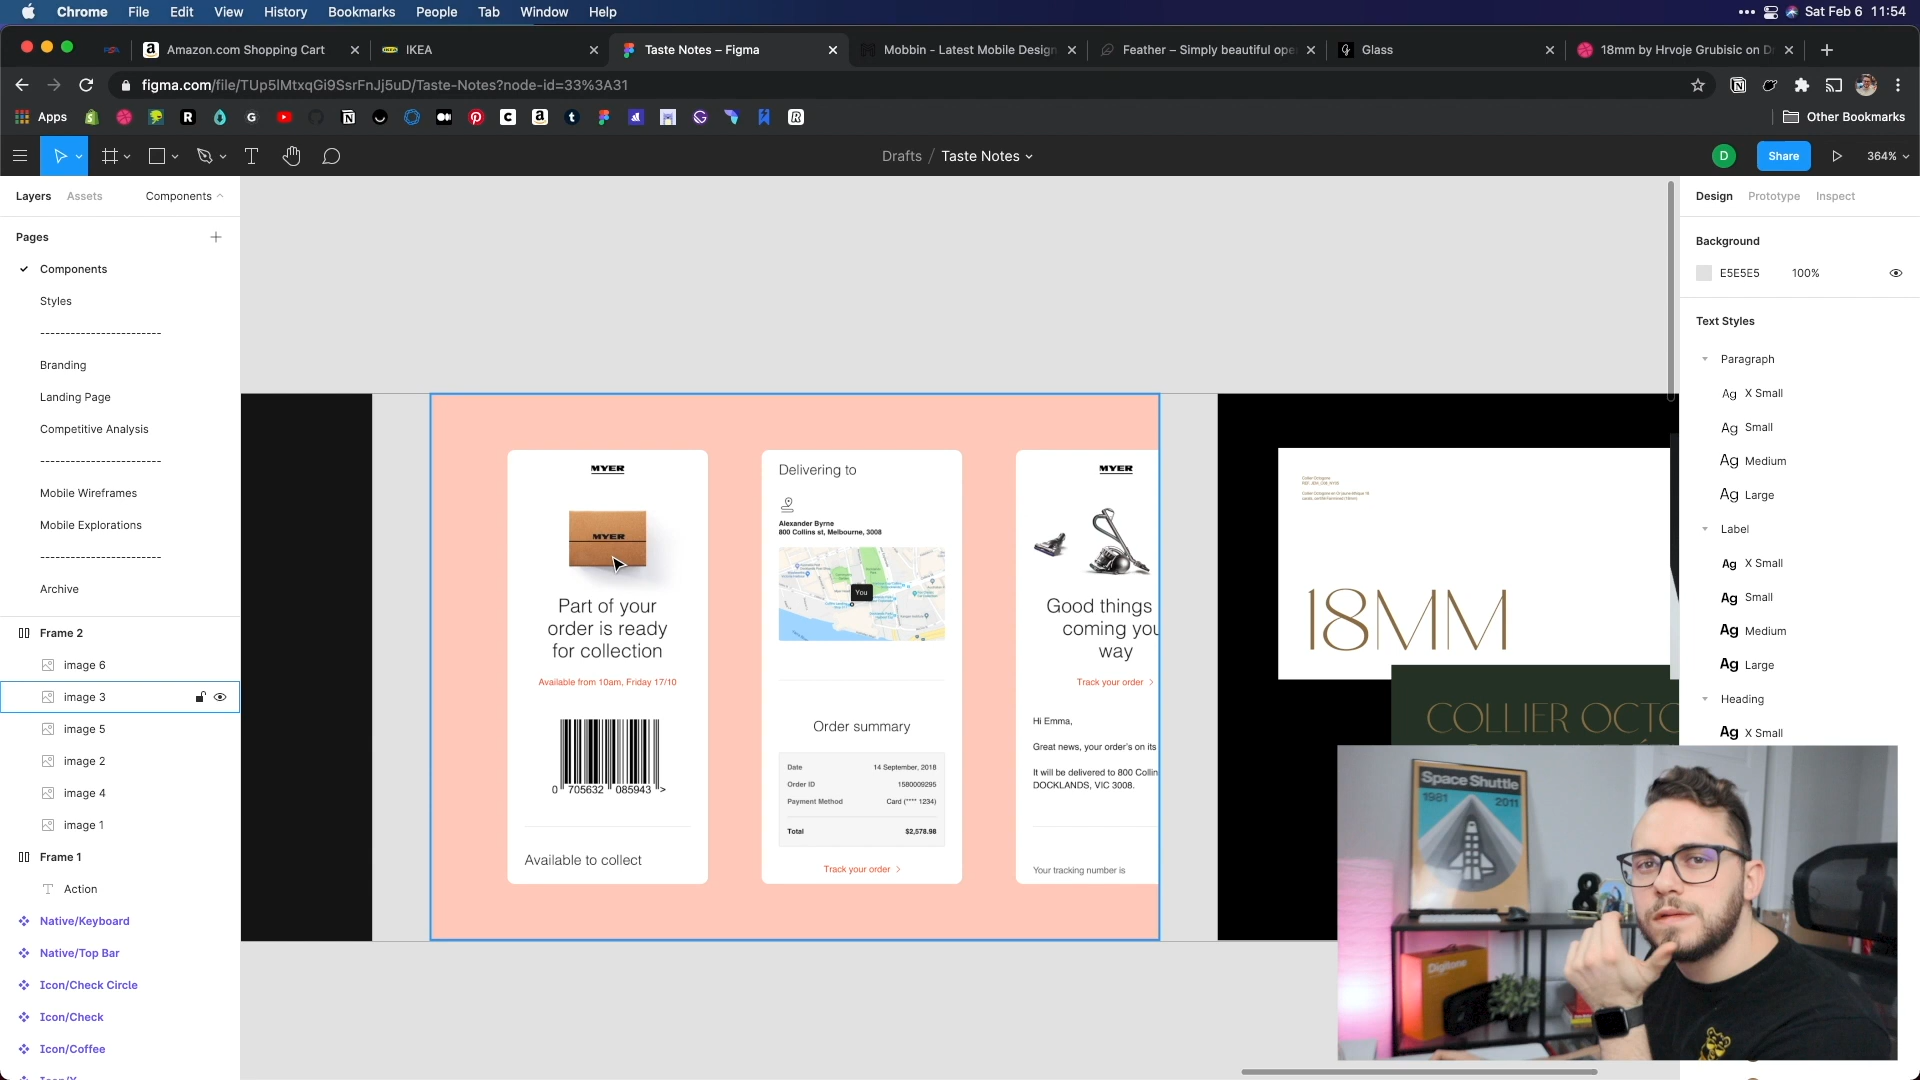 Chrome File Edit View History Bookmarks People Tab Window Help
Sat Feb 6 11:54
Amazon.com Shopping Cart
IKEA
Taste Notes – Figma
Mobbin - Latest Mobile Design
Feather – Simply beautiful ope
Glass
18mm by Hrvoje Grubisic on D
figma.com/file/TUp5lMtxqGi9SsrFnJj5uD/Taste-Notes?node-id=33%3A31
Apps
Other Bookmarks
Drafts / Taste Notes
D
Share
364%
Layers
Assets
Components
Pages
Components
Styles
------------------------
Branding
Landing Page
Competitive Analysis
------------------------
Mobile Wireframes
Mobile Explorations
------------------------
Archive
Frame 2
image 6
image 3
image 5
image 2
image 4
image 1
Frame 1
Action
Native/Keyboard
Native/Top Bar
Icon/Check Circle
Icon/Check
Icon/Coffee
MYER
MYER
Part of your
order is ready
for collection
Available from 10am, Friday 17/10
0 705632 085943 >
Available to collect
Delivering to
Alexander Byrne
800 Collins st, Melbourne, 3008
You
Order summary
Date 14 September, 2018
Order ID 1580009295
Payment Method Card (**** 1234)
Total $2,578.98
Track your order >
MYER
Good things
coming you
way
Track your order >
Hi Emma,
Great news, your order's on its
It will be delivered to 800 Collin
DOCKLANDS, VIC 3008.
Your tracking number is
18MM
COLLIER OCTO
Design
Prototype
Inspect
Background
E5E5E5 100%
Text Styles
Paragraph
Ag X Small
Ag Small
Ag Medium
Ag Large
Label
Ag X Small
Ag Small
Ag Medium
Ag Large
Heading
Ag X Small
Space Shuttle
1981 2011
Digitone